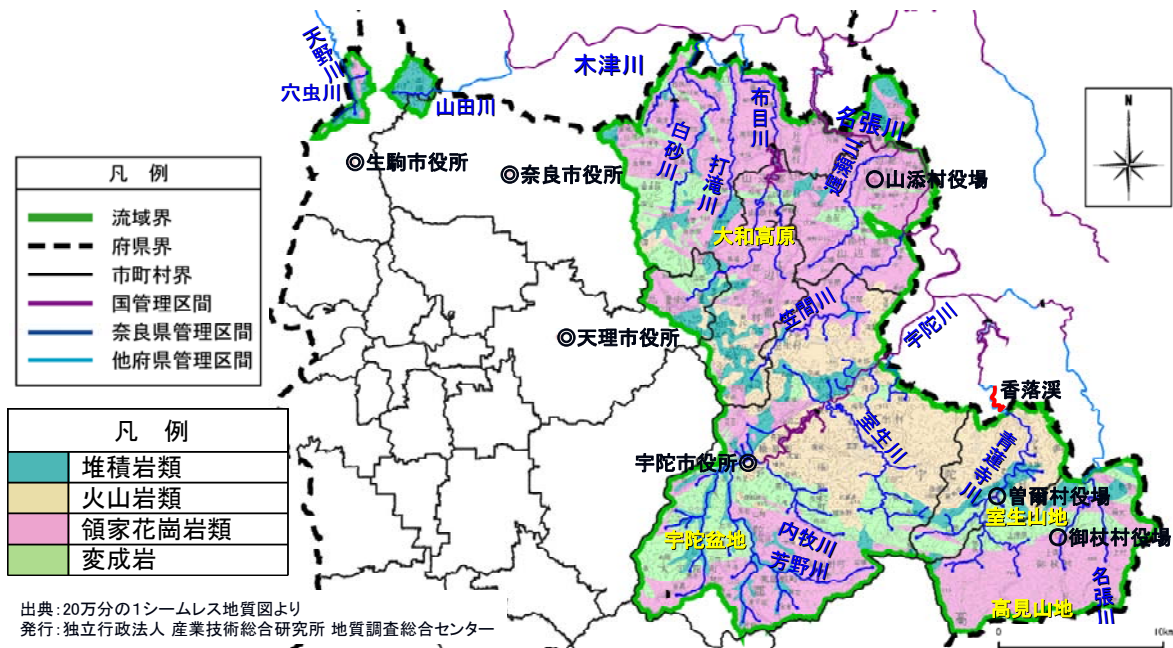 天野川
穴虫川
山田川
木津川
白砂川
打滝川
布目川
名張川
遅瀬川
◎生駒市役所
◎奈良市役所
○山添村役場
N
凡 例
流域界
府県界
市町村界
国管理区間
奈良県管理区間
他府県管理区間
大和高原
笠間川
宇陀川
◎天理市役所
香落渓
凡 例
堆積岩類
火山岩類
領家花崗岩類
変成岩
室生川
青蓮寺川
宇陀市役所◎
○曽爾村役場
室生山地
宇陀盆地
内牧川
芳野川
○御杖村役場
名張川
高見山地
0 10km
出典:20万分の1シームレス地質図より
発行:独立行政法人 産業技術総合研究所 地質調査総合センター